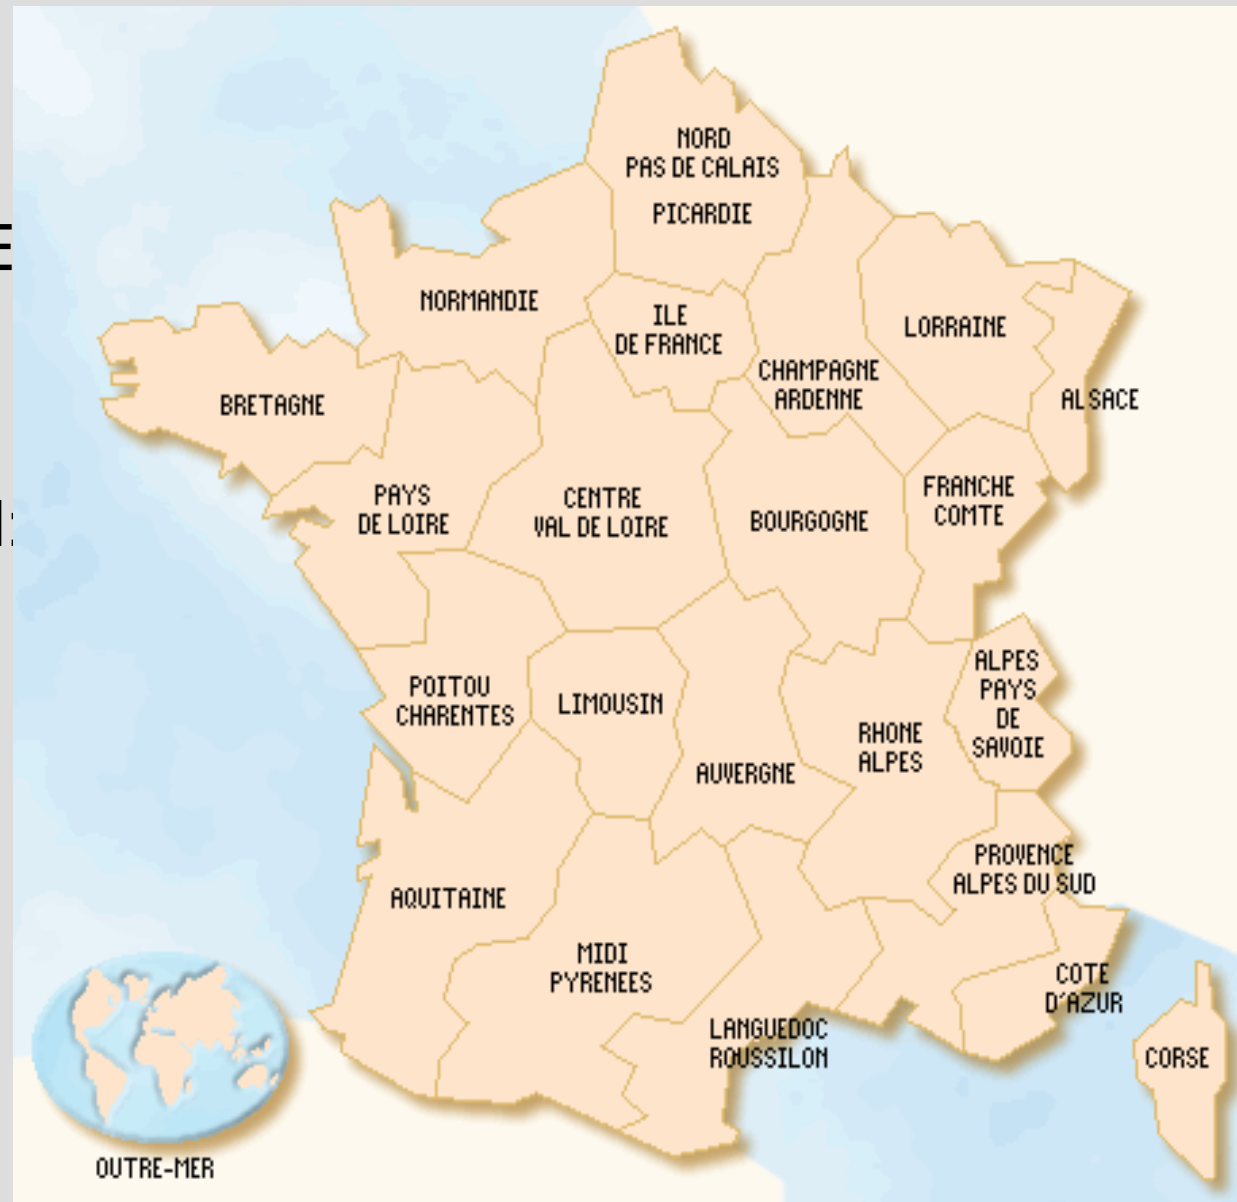 NORD
PAS DE CALAIS
PICARDIE
NORMANDIE
ILE
DE FRANCE
LORRAINE
CHAMPAGNE
ARDENNE
ALSACE
BRETAGNE
PAYS
DE LOIRE
CENTRE
VAL DE LOIRE
BOURGOGNE
FRANCHE
COMTE
POITOU
CHARENTES
LIMOUSIN
ALPES
PAYS
DE
SAVOIE
RHONE
ALPES
AUVERGNE
PROVENCE
ALPES DU SUD
AQUITAINE
MIDI
PYRENEES
COTE
D'AZUR
LANGUEDOC
ROUSSILON
CORSE
OUTRE-MER